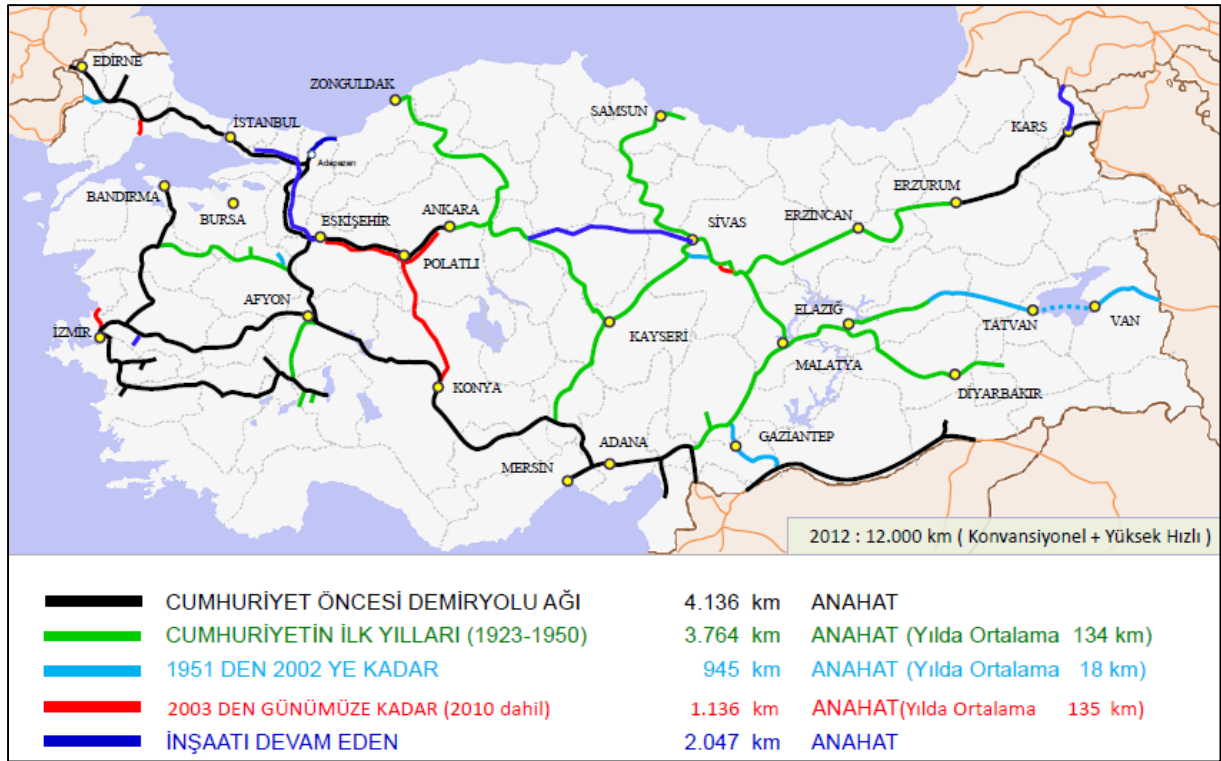 EDİRNE
ZONGULDAK
SAMSUN
İSTANBUL
KARS
Adapazarı
BANDIRMA
BURSA
ESKİŞEHİR
ANKARA
ERZURUM
SİVAS
ERZİNCAN
POLATLI
AFYON
ELAZIĞ
İZMİR
KAYSERİ
TATVAN
VAN
MALATYA
KONYA
DİYARBAKIR
ADANA
GAZİANTEP
MERSİN
2012 : 12.000 km ( Konvansiyonel + Yüksek Hızlı )
CUMHURİYET ÖNCESİ DEMİRYOLU AĞI 4.136 km ANAHAT
CUMHURİYETİN İLK YILLARI (1923-1950) 3.764 km ANAHAT (Yılda Ortalama 134 km)
1951 DEN 2002 YE KADAR 945 km ANAHAT (Yılda Ortalama 18 km)
2003 DEN GÜNÜMÜZE KADAR (2010 dahil) 1.136 km ANAHAT(Yılda Ortalama 135 km)
İNŞAATI DEVAM EDEN 2.047 km ANAHAT